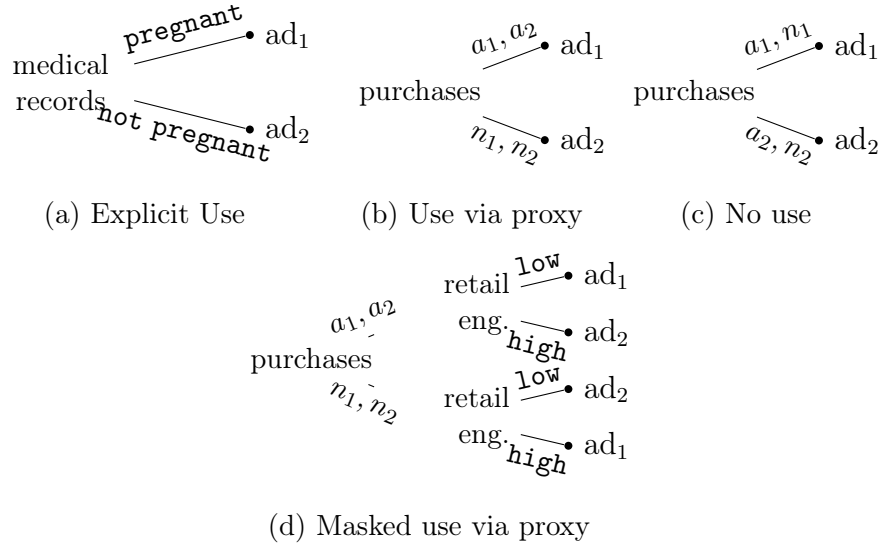 pregnant
ad1
medical
records
not pregnant
ad2
(a) Explicit Use
a1, a2
ad1
purchases
n1, n2
ad2
(b) Use via proxy
a1, n1
ad1
purchases
a2, n2
ad2
(c) No use
a1, a2
purchases
n1, n2
retail
eng.
low
ad1
high
ad2
retail
eng.
low
ad2
high
ad1
(d) Masked use via proxy